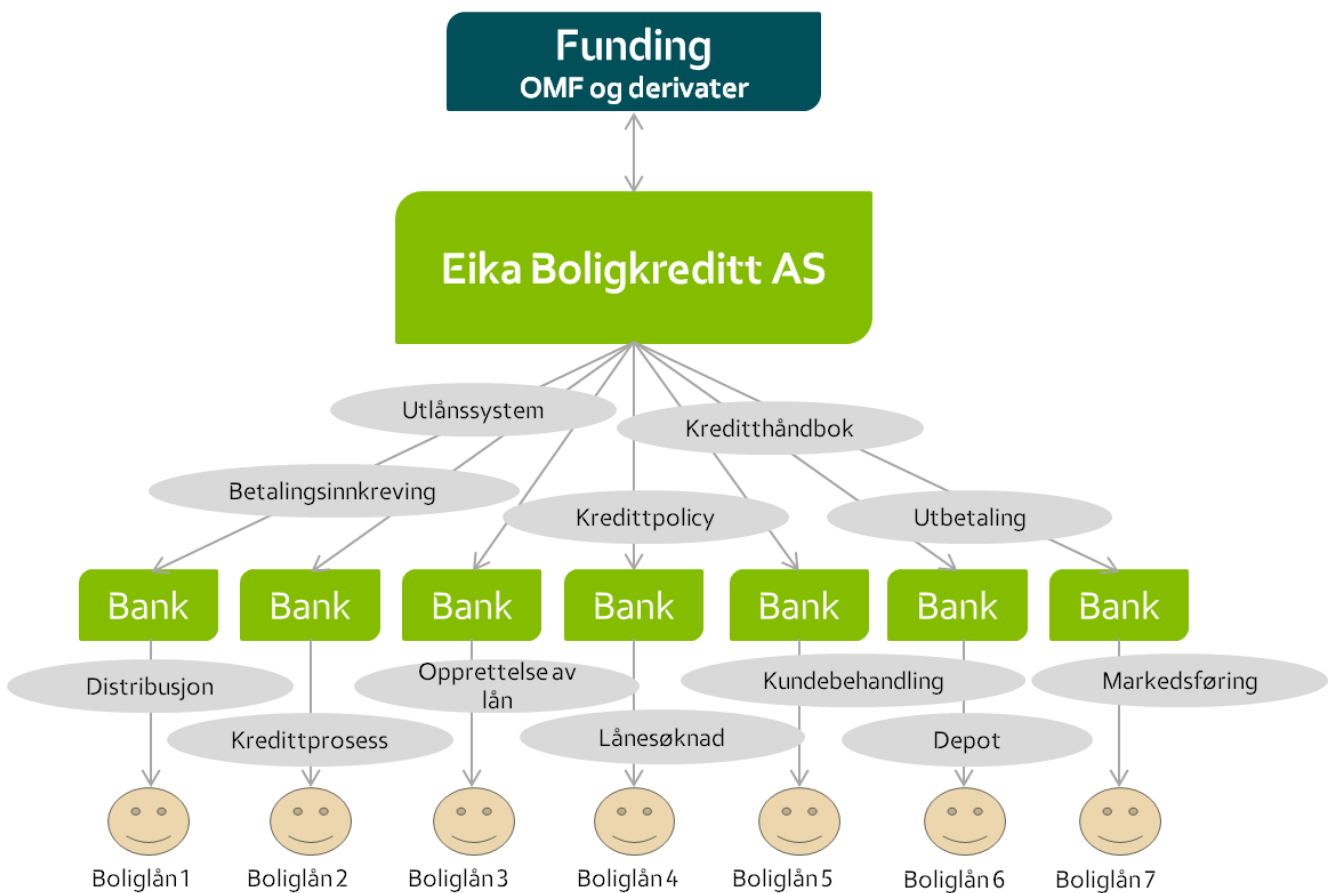 Funding
OMF og derivater
Eika Boligkreditt AS
Utlånssystem
Kreditthåndbok
Betalingsinnkreving
Kredittpolicy
Utbetaling
Bank
Bank
Bank
Bank
Bank
Bank
Bank
Distribusjon
Opprettelse av
lån
Kundebehandling
Markedsføring
Kredittprosess
Lånesøknad
Depot
Boliglån 1
Boliglån 2
Boliglån 3
Boliglån 4
Boliglån 5
Boliglån 6
Boliglån 7